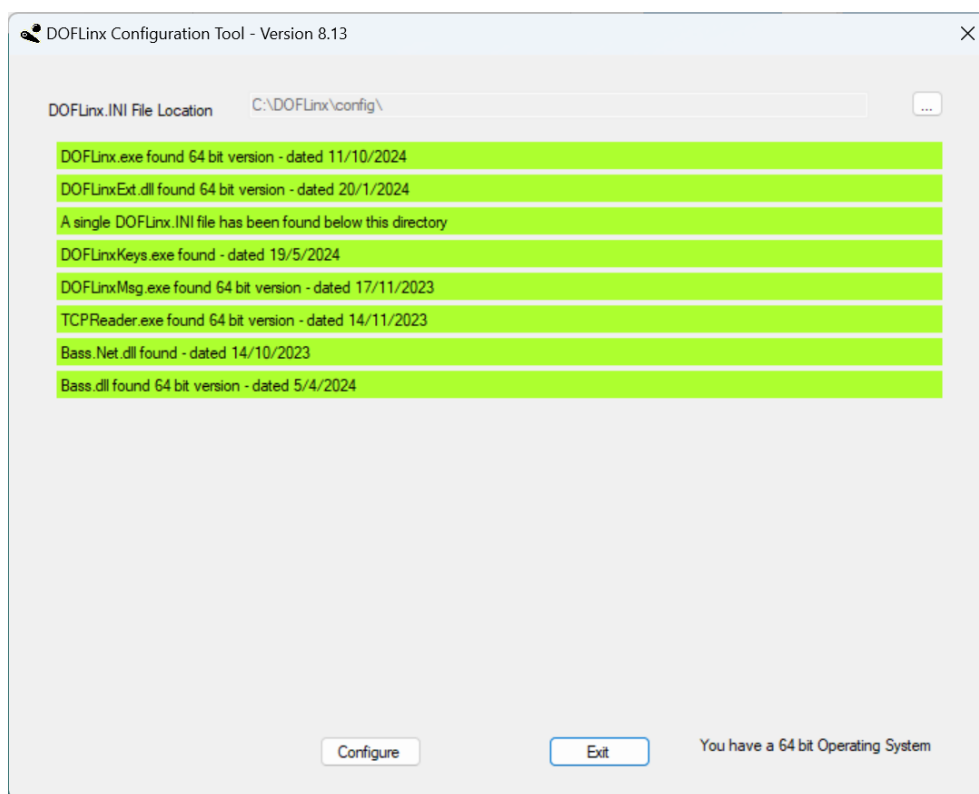 DOFLinx Configuration Tool - Version 8.13
DOFLinx.INI File Location C:\DOFLinx\config\ ...
DOFLinx.exe found 64 bit version - dated 11/10/2024
DOFLinxExt.dll found 64 bit version - dated 20/1/2024
A single DOFLinx.INI file has been found below this directory
DOFLinxKeys.exe found - dated 19/5/2024
DOFLinxMsg.exe found 64 bit version - dated 17/11/2023
TCPReader.exe found 64 bit version - dated 14/11/2023
Bass.Net.dll found - dated 14/10/2023
Bass.dll found 64 bit version - dated 5/4/2024
Configure Exit You have a 64 bit Operating System